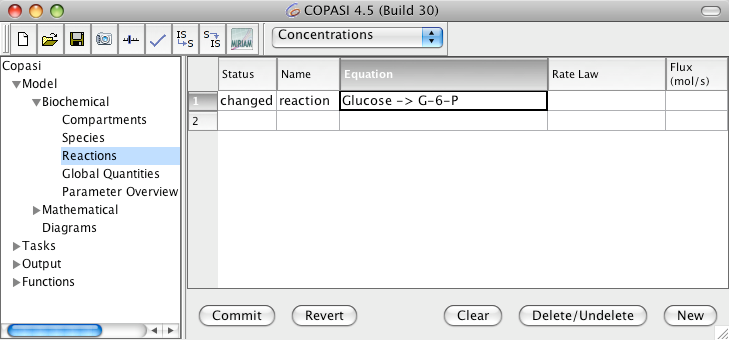 COPASI 4.5 (Build 30)
IS S MIRIAM Concentrations
S IS
Copasi
Model
Biochemical
Compartments
Species
Reactions
Global Quantities
Parameter Overview
Mathematical
Diagrams
Tasks
Output
Functions
Status Name Equation Rate Law Flux
(mol/s)
1 changed reaction Glucose -> G-6-P
2
Commit Revert Clear Delete/Undelete New